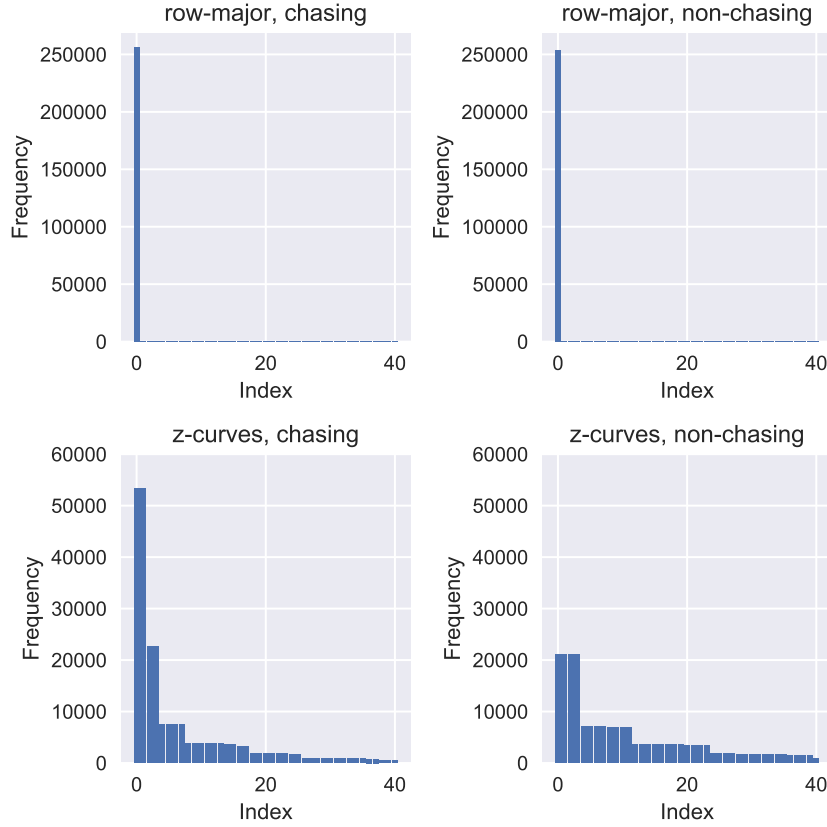 row-major, chasing
250000
200000
150000
100000
50000
0
Frequency
0 20 40
Index
row-major, non-chasing
250000
200000
150000
100000
50000
0
Frequency
0 20 40
Index
z-curves, chasing
60000
50000
40000
30000
20000
10000
0
Frequency
0 20 40
Index
z-curves, non-chasing
60000
50000
40000
30000
20000
10000
0
Frequency
0 20 40
Index